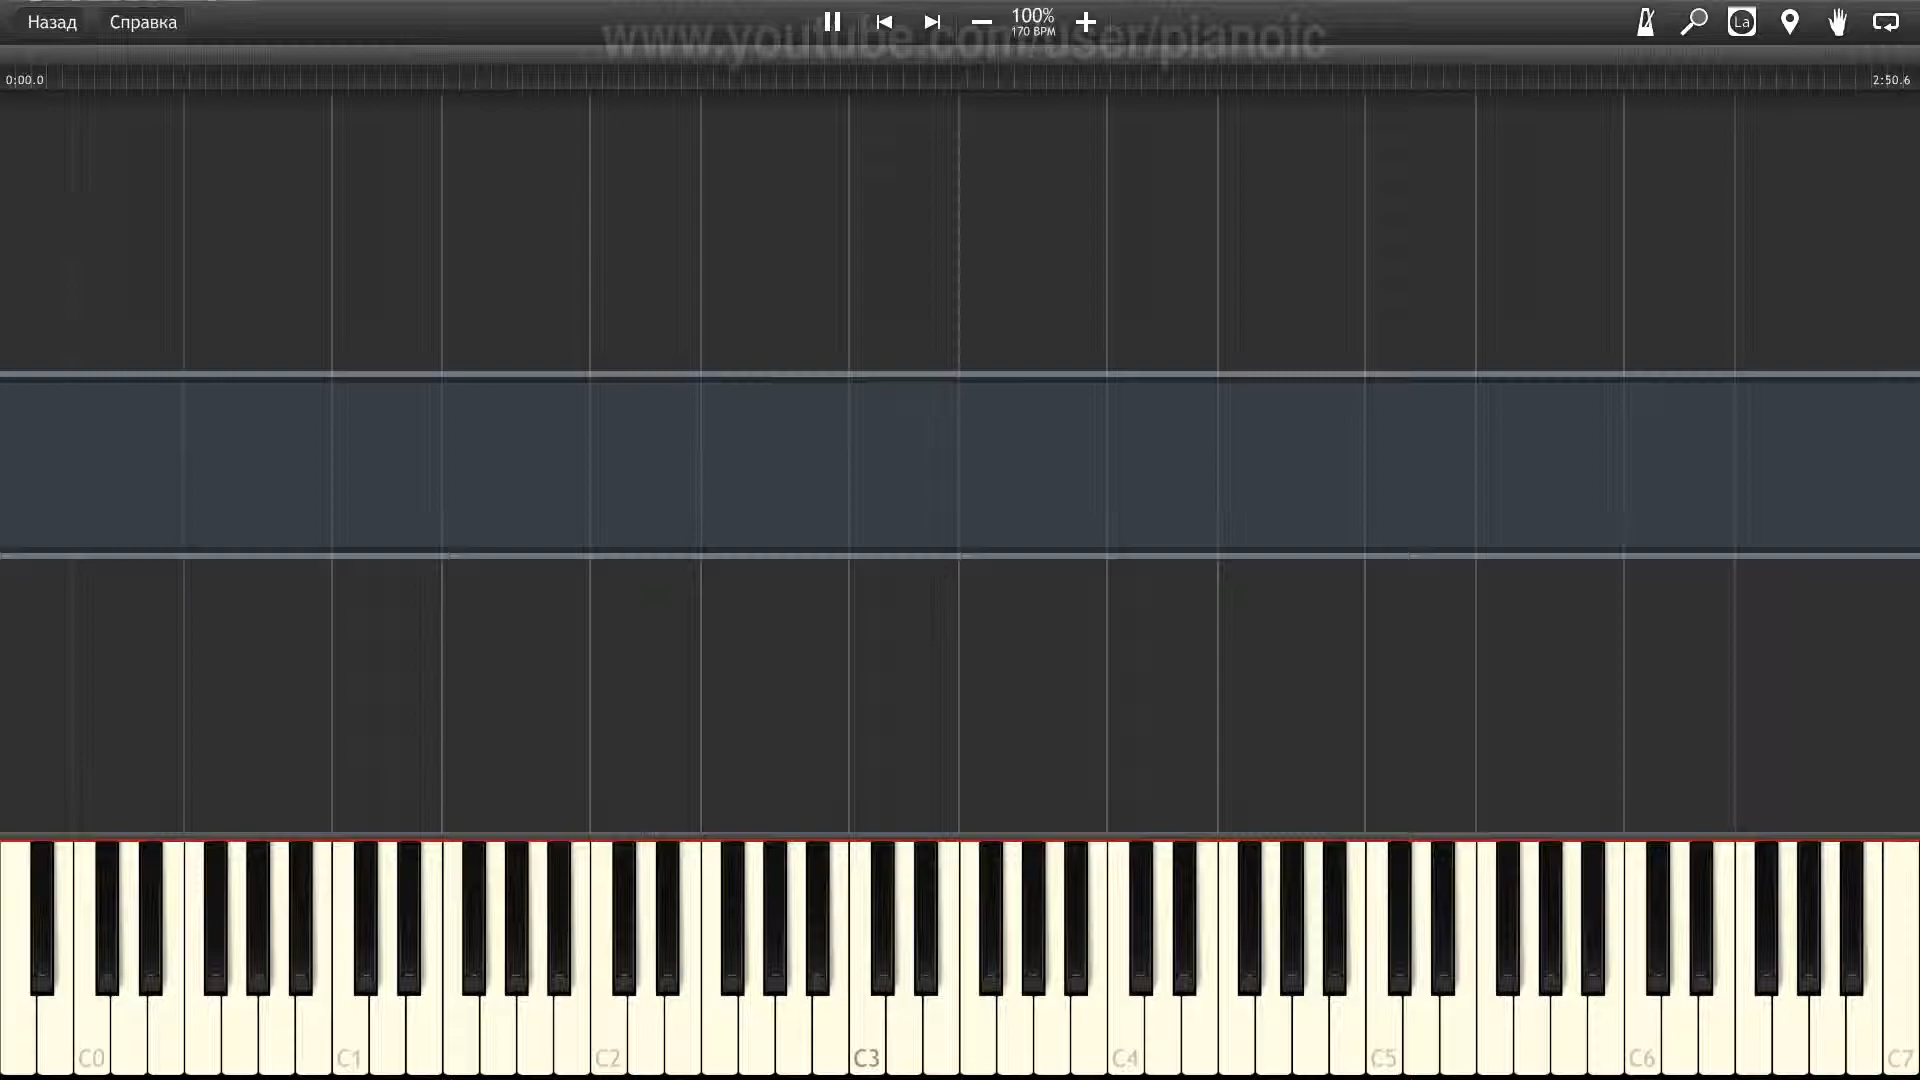 Назад Справка 100% La
170 BPM
www.youtube.com/user/pianoic
0:00.0 2:50.6
C0 C1 C2 C3 C4 C5 C6 C7